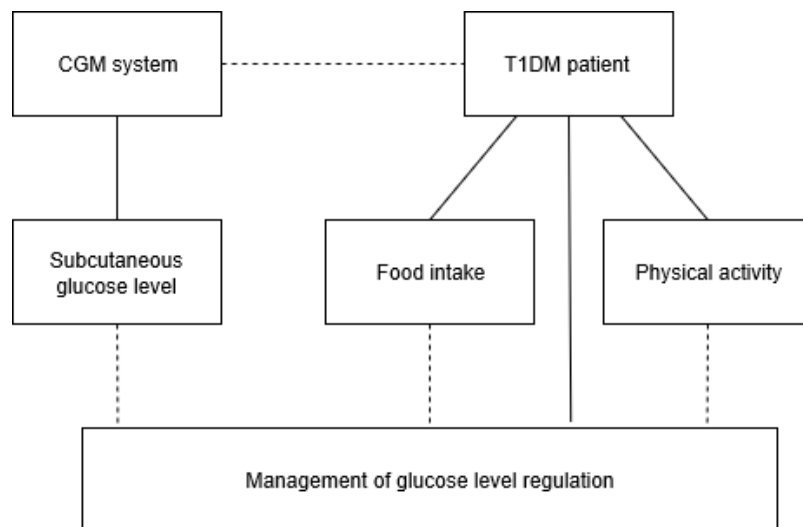 CGM system
T1DM patient
Subcutaneous
glucose level
Food intake
Physical activity
Management of glucose level regulation